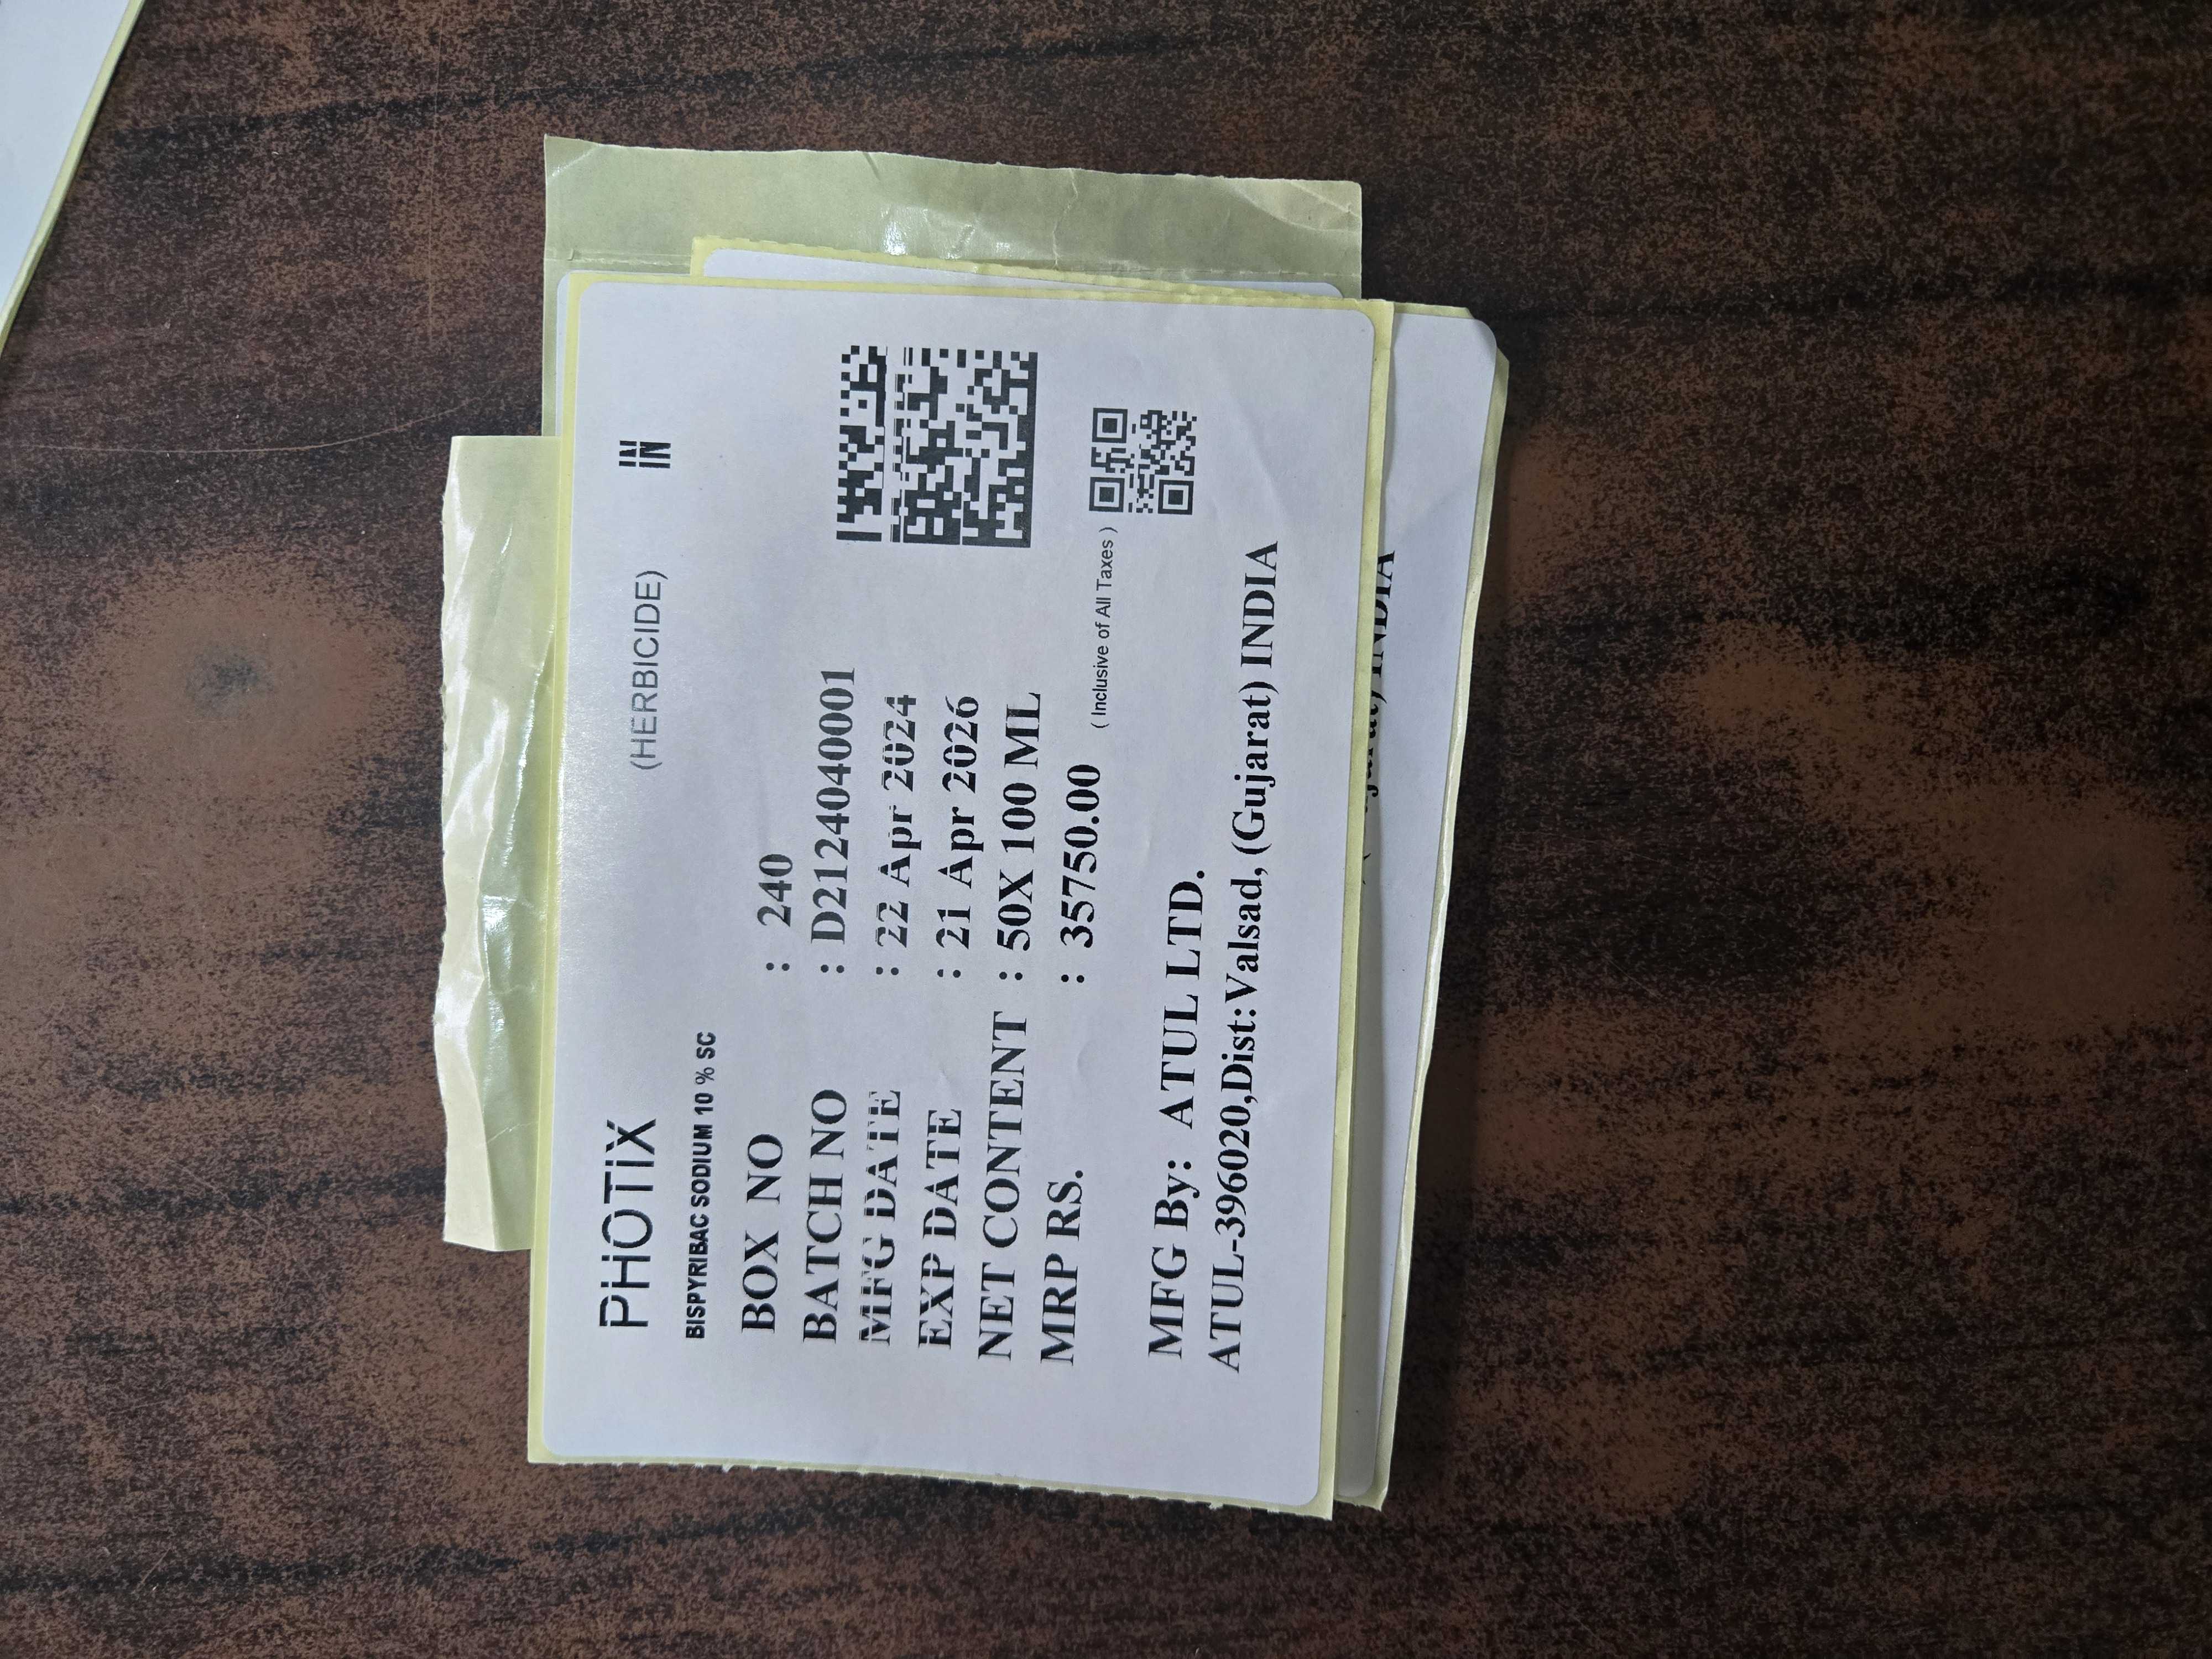 PHOTIX (HERBICIDE) IN
IN
BISPYRIBAC SODIUM 10 % SC
BOX NO : 240
BATCH NO : D2124040001
MFG DATE : 22 Apr 2024
EXP DATE : 21 Apr 2026
NET CONTENT : 50X 100 ML
MRP RS. : 35750.00 ( Inclusive of All Taxes )
MFG By: ATUL LTD.
ATUL-396020,Dist:Valsad, (Gujarat) INDIA
INDIA